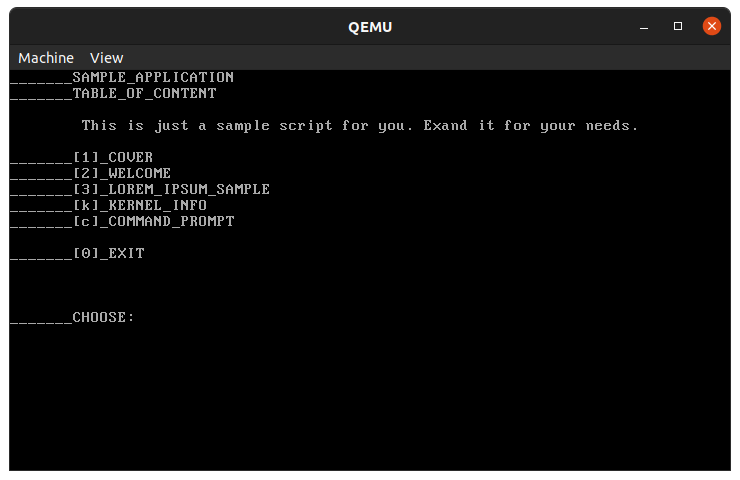 QEMU
Machine View
_______SAMPLE_APPLICATION
_______TABLE_OF_CONTENT
This is just a sample script for you. Exand it for your needs.
_______[1]_COVER
_______[2]_WELCOME
_______[3]_LOREM_IPSUM_SAMPLE
_______[k]_KERNEL_INFO
_______[c]_COMMAND_PROMPT
_______[0]_EXIT
_______CHOOSE: